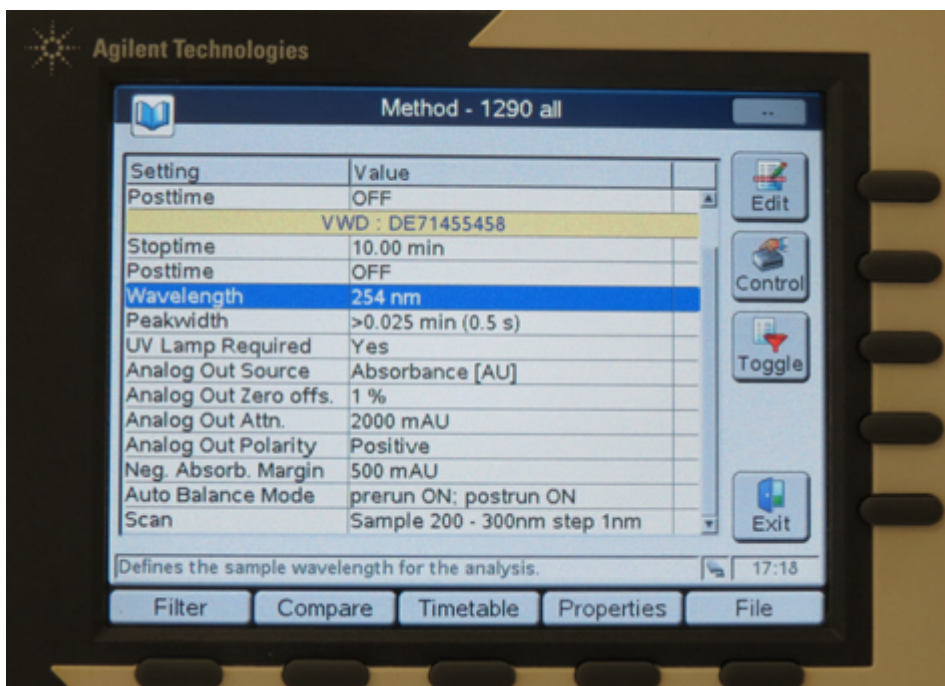 Agilent Technologies
Method - 1290 all
--
Setting Value
Posttime OFF
Edit
VWD : DE71455458
Stoptime 10.00 min
Posttime OFF
Control
Wavelength 254 nm
Peakwidth >0.025 min (0.5 s)
UV Lamp Required Yes
Toggle
Analog Out Source Absorbance [AU]
Analog Out Zero offs. 1 %
Analog Out Attn. 2000 mAU
Analog Out Polarity Positive
Neg. Absorb. Margin 500 mAU
Auto Balance Mode prerun ON; postrun ON
Scan Sample 200 - 300nm step 1nm
Exit
Defines the sample wavelength for the analysis. 17:18
Filter Compare Timetable Properties File